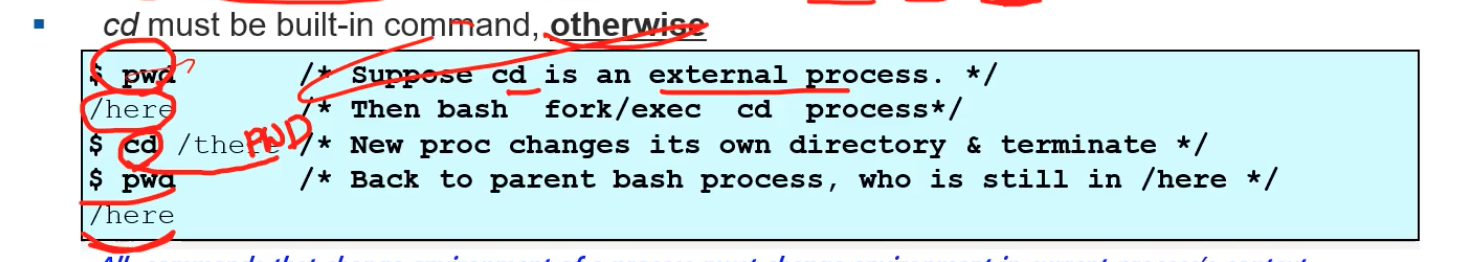 ▪ cd must be built-in command, otherwise
$ pwd /* Suppose cd is an external process. */
/here /* Then bash fork/exec cd process*/
$ cd /there /* New proc changes its own directory & terminate */
PWD
$ pwd /* Back to parent bash process, who is still in /here */
/here